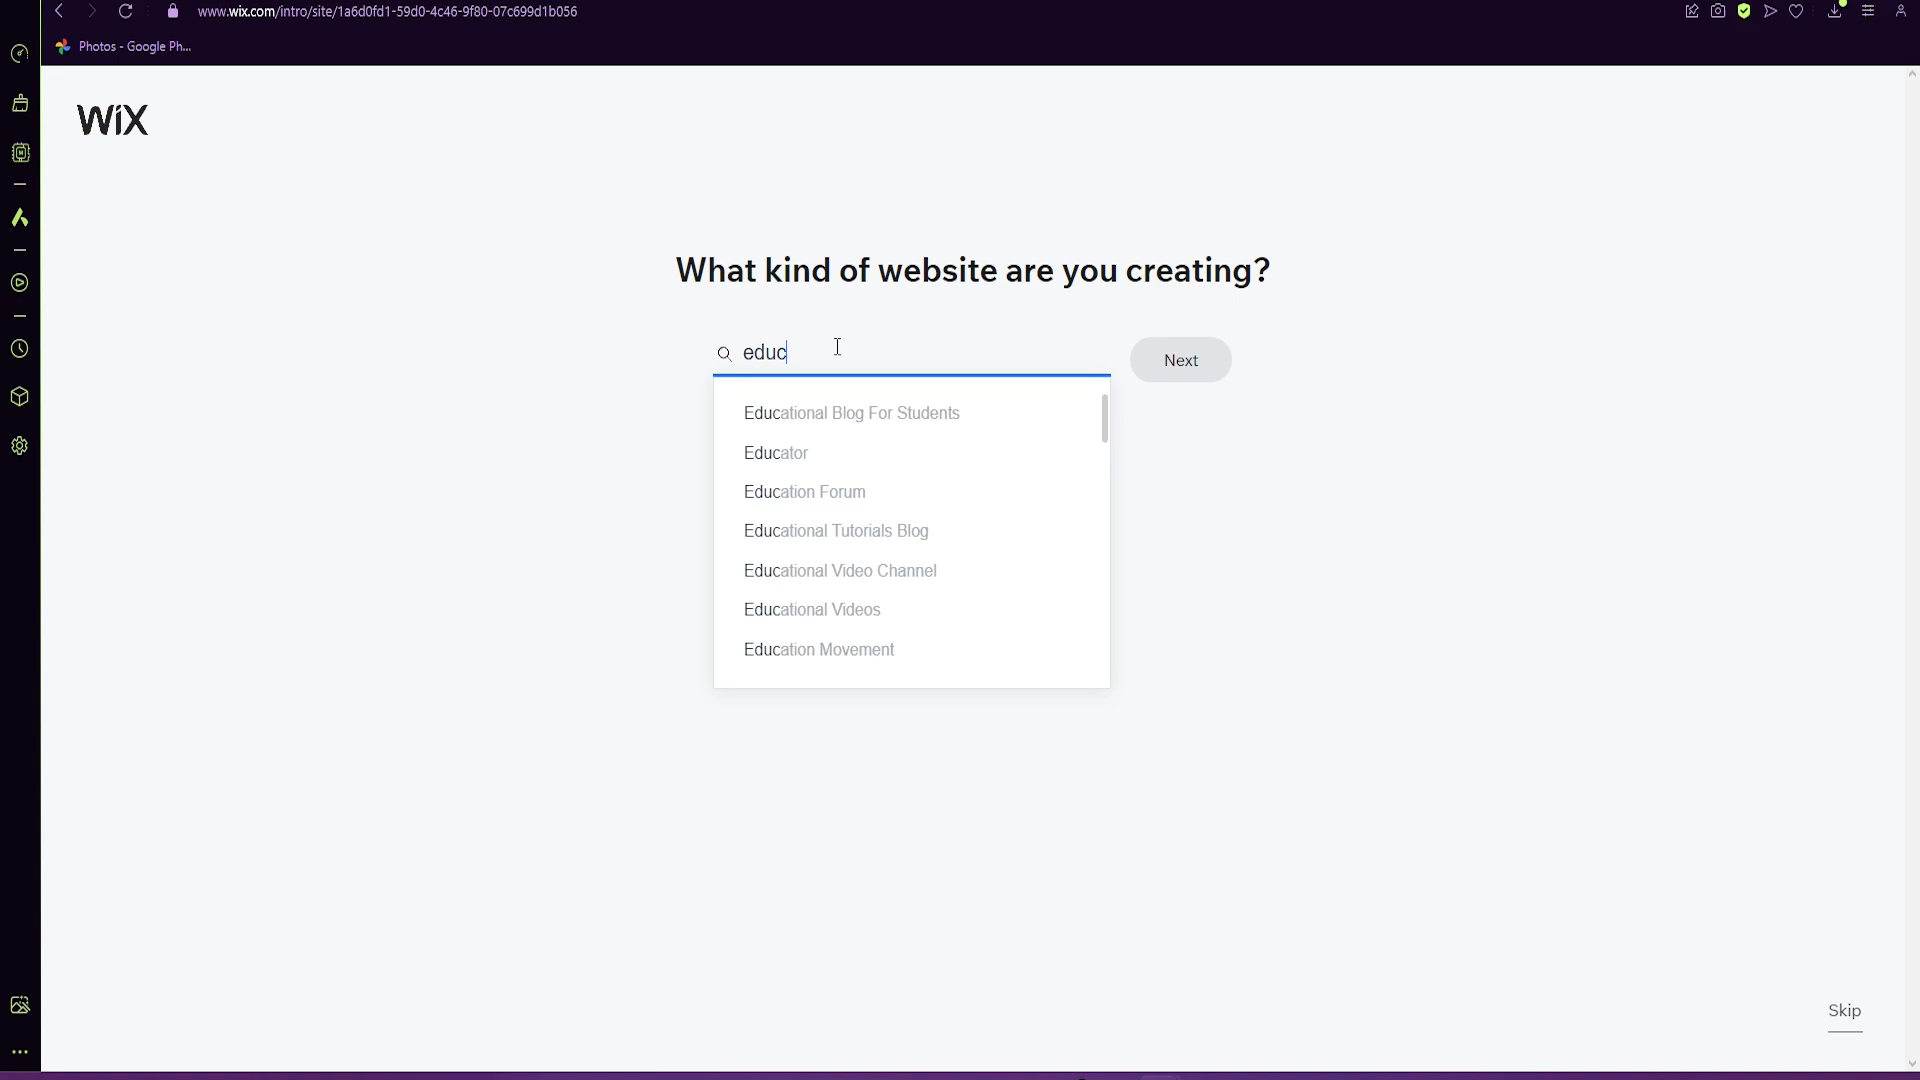 www.wix.com/intro/site/1a6d0fd1-59d0-4c46-9f80-07c699d1b056
Photos - Google Ph...
WiX
What kind of website are you creating?
educ
Next
Educational Blog For Students
Educator
Education Forum
Educational Tutorials Blog
Educational Video Channel
Educational Videos
Education Movement
Skip